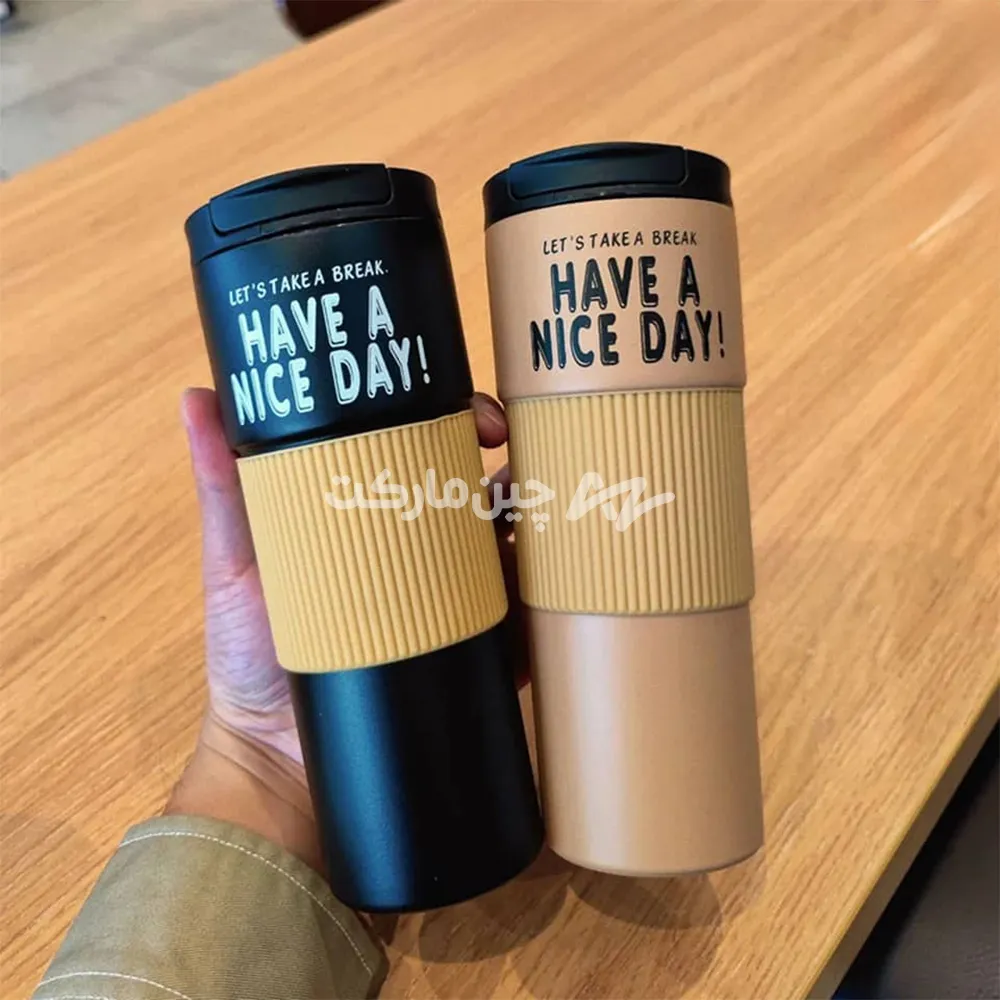 LET'S TAKE A BREAK.
HAVE A
NICE DAY!
LET'S TAKE A BREAK
HAVE A
NICE DAY!
چین‌مارکت